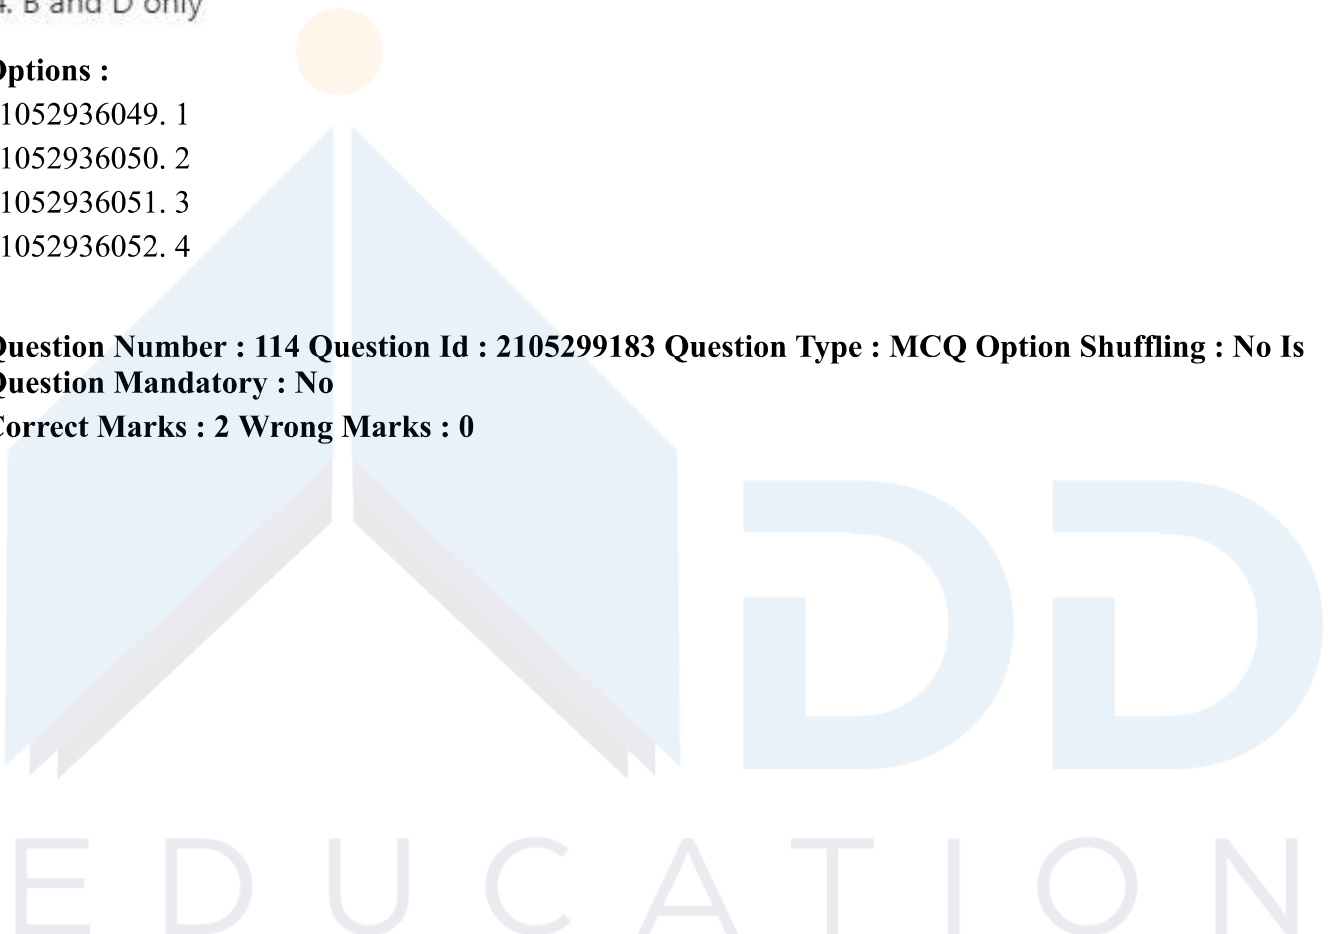 4. B and D only
Options :
1052936049. 1
1052936050. 2
1052936051. 3
1052936052. 4
Question Number : 114 Question Id : 2105299183 Question Type : MCQ Option Shuffling : No Is
Question Mandatory : No
Correct Marks : 2 Wrong Marks : 0
DD
EDUCATION